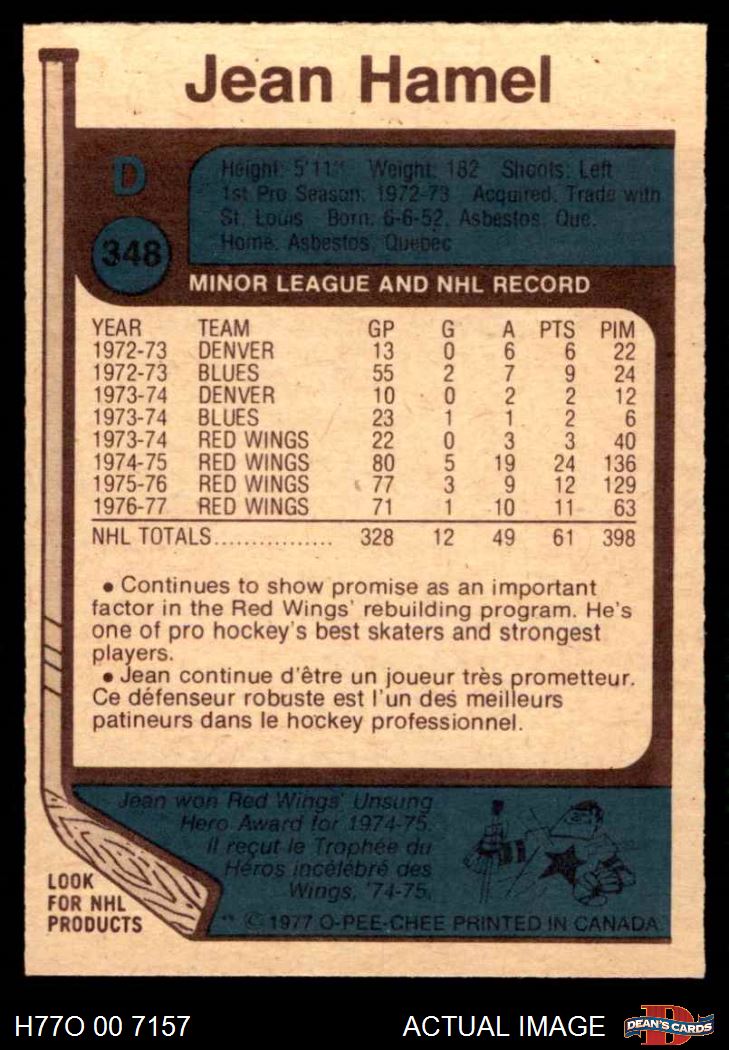 Jean Hamel
D
348
Height: 5'11" Weight: 182 Shoots: Left
1st Pro Season: 1972-73 Acquired: Trade with
St. Louis Born: 6-6-52, Asbestos, Que.
Home: Asbestos, Quebec
MINOR LEAGUE AND NHL RECORD
YEAR TEAM GP G A PTS PIM
1972-73 DENVER 13 0 6 6 22
1972-73 BLUES 55 2 7 9 24
1973-74 DENVER 10 0 2 2 12
1973-74 BLUES 23 1 1 2 6
1973-74 RED WINGS 22 0 3 3 40
1974-75 RED WINGS 80 5 19 24 136
1975-76 RED WINGS 77 3 9 12 129
1976-77 RED WINGS 71 1 10 11 63
NHL TOTALS................ 328 12 49 61 398
• Continues to show promise as an important
factor in the Red Wings' rebuilding program. He's
one of pro hockey's best skaters and strongest
players.
• Jean continue d'être un joueur très prometteur.
Ce défenseur robuste est l'un des meilleurs
patineurs dans le hockey professionnel.
Jean won Red Wings' Unsung
Hero Award for 1974-75.
Il reçut le Trophée du
Héros incélébré des
Wings, '74-75.
LOOK
FOR NHL
PRODUCTS
** © 1977 O-PEE-CHEE PRINTED IN CANADA
H77O 00 7157
ACTUAL IMAGE
DEAN'S CARDS